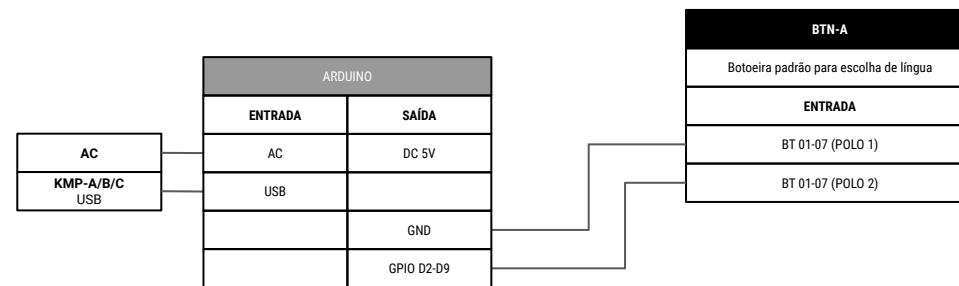 BTN-A
Botoeira padrão para escolha de língua
ENTRADA
BT 01-07 (POLO 1)
BT 01-07 (POLO 2)
ARDUINO
ENTRADA SAÍDA
AC DC 5V
USB
GND
GPIO D2-D9
AC
KMP-A/B/C
USB